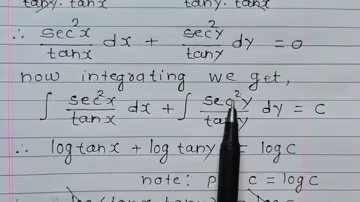 tany. tanx tany. tanx
∴ sec²x/tanx dx + sec²y/tany dy = 0
now integrating we get,
∫ sec²x/tanx dx + ∫ sec²y/tany dy = c
∴ log tanx + log tany = log c
note: c = log c